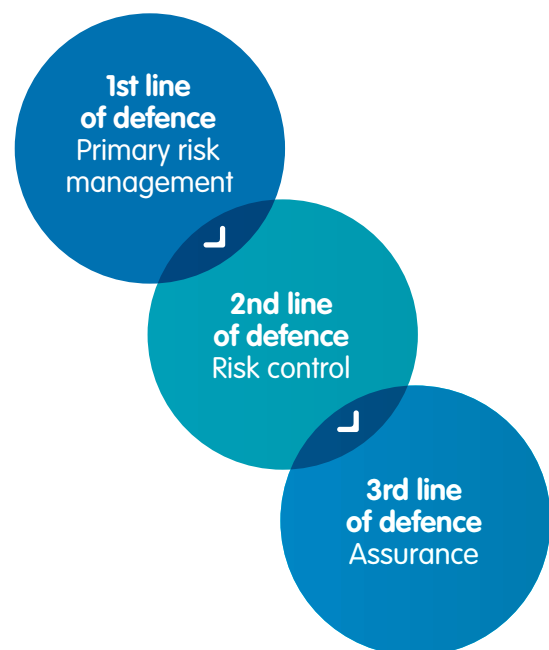 1st line
of defence
Primary risk
management
2nd line
of defence
Risk control
3rd line
of defence
Assurance